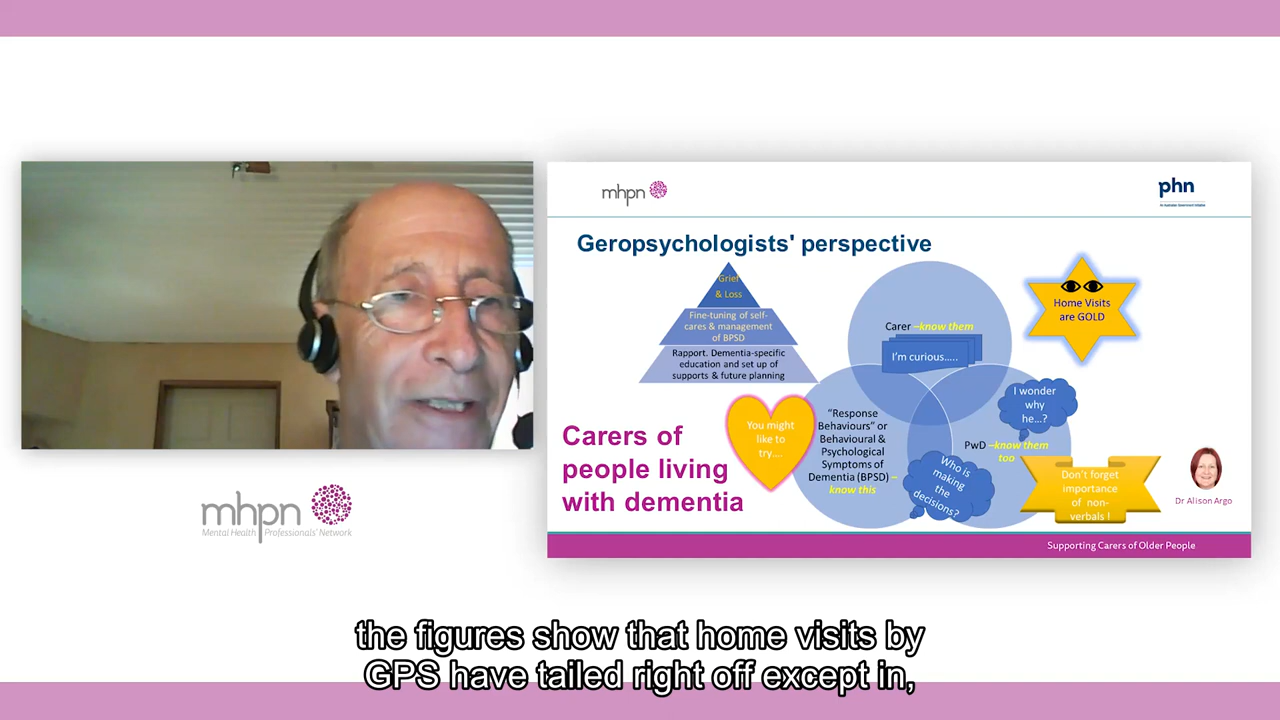 mhpn
Mental Health Professionals' Network
mhpn
phn
An Australian Government Initiative
Geropsychologists' perspective
Grief
& Loss
Fine-tuning of self-
cares & management
of BPSD
Rapport. Dementia-specific
education and set up of
supports & future planning
Carers of
people living
with dementia
You might
like to
try...
Carer –know them
I'm curious.....
"Response
Behaviours" or
Behavioural &
Psychological
Symptoms of
Dementia (BPSD) –
know this
PwD –know them
too
I wonder
why
he...?
Who is
making
the
decisions?
Home Visits
are GOLD
Don't forget
importance
of non-
verbals !
Dr Alison Argo
Supporting Carers of Older People
the figures show that home visits by
GPS have tailed right off except in,